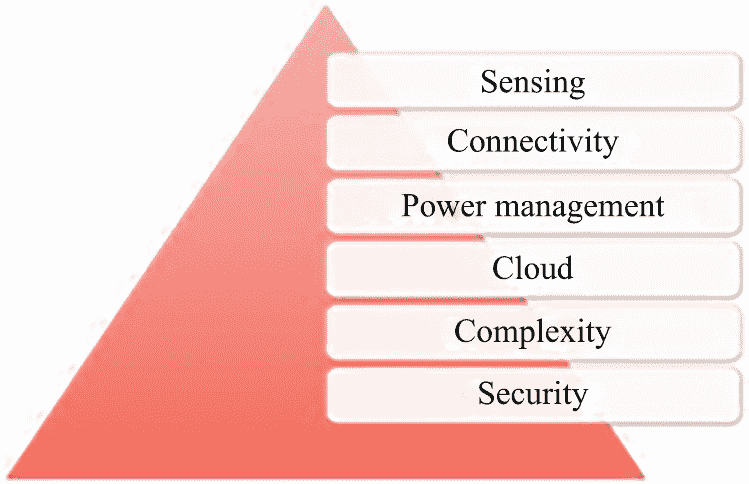 Sensing
Connectivity
Power management
Cloud
Complexity
Security